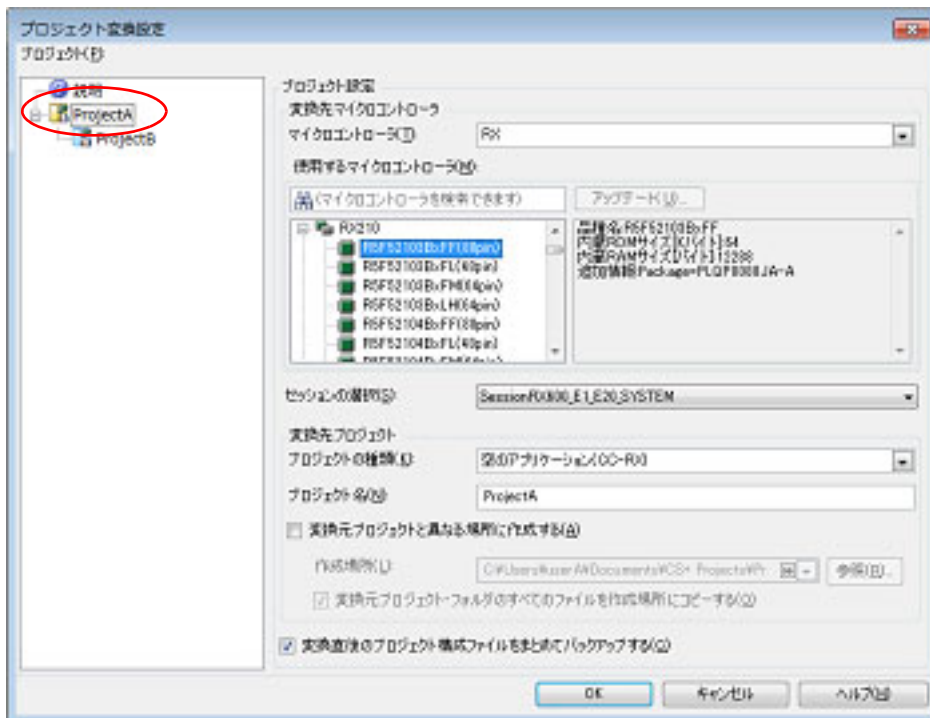 プロジェクト変換設定
プロジェクト(P)
説明
ProjectA
ProjectB
プロジェクト設定
変換先マイクロコントローラ
マイクロコントローラ(T):
RX
使用するマイクロコントローラ(M):
(マイクロコントローラを検索できます)
アップデート(U)...
RX210
R5F52103BxFF(80pin)
R5F52103BxFL(48pin)
R5F52103BxFM(64pin)
R5F52103BxLH(64pin)
R5F52104BxFF(80pin)
R5F52104BxFL(48pin)
R5F52104BxFM(64pin)
品種名:R5F52103BxFF
内蔵ROMサイズ[Kバイト]:64
内蔵RAMサイズ[バイト]:12288
追加情報:Package=PLQP0080JA-A
セッションの選択(S):
SessionRX600_E1_E20_SYSTEM
変換先プロジェクト
プロジェクトの種類(K):
空のアプリケーション(CC-RX)
プロジェクト名(N):
ProjectA
変換元プロジェクトと異なる場所に作成する(A)
作成場所(L):
C:¥Users¥userA¥Documents¥CS+ Projects¥Pr
参照(R)...
変換元プロジェクト・フォルダのすべてのファイルを作成場所にコピーする(O)
変換直後のプロジェクト構成ファイルをまとめてバックアップする(C)
OK
キャンセル
ヘルプ(H)